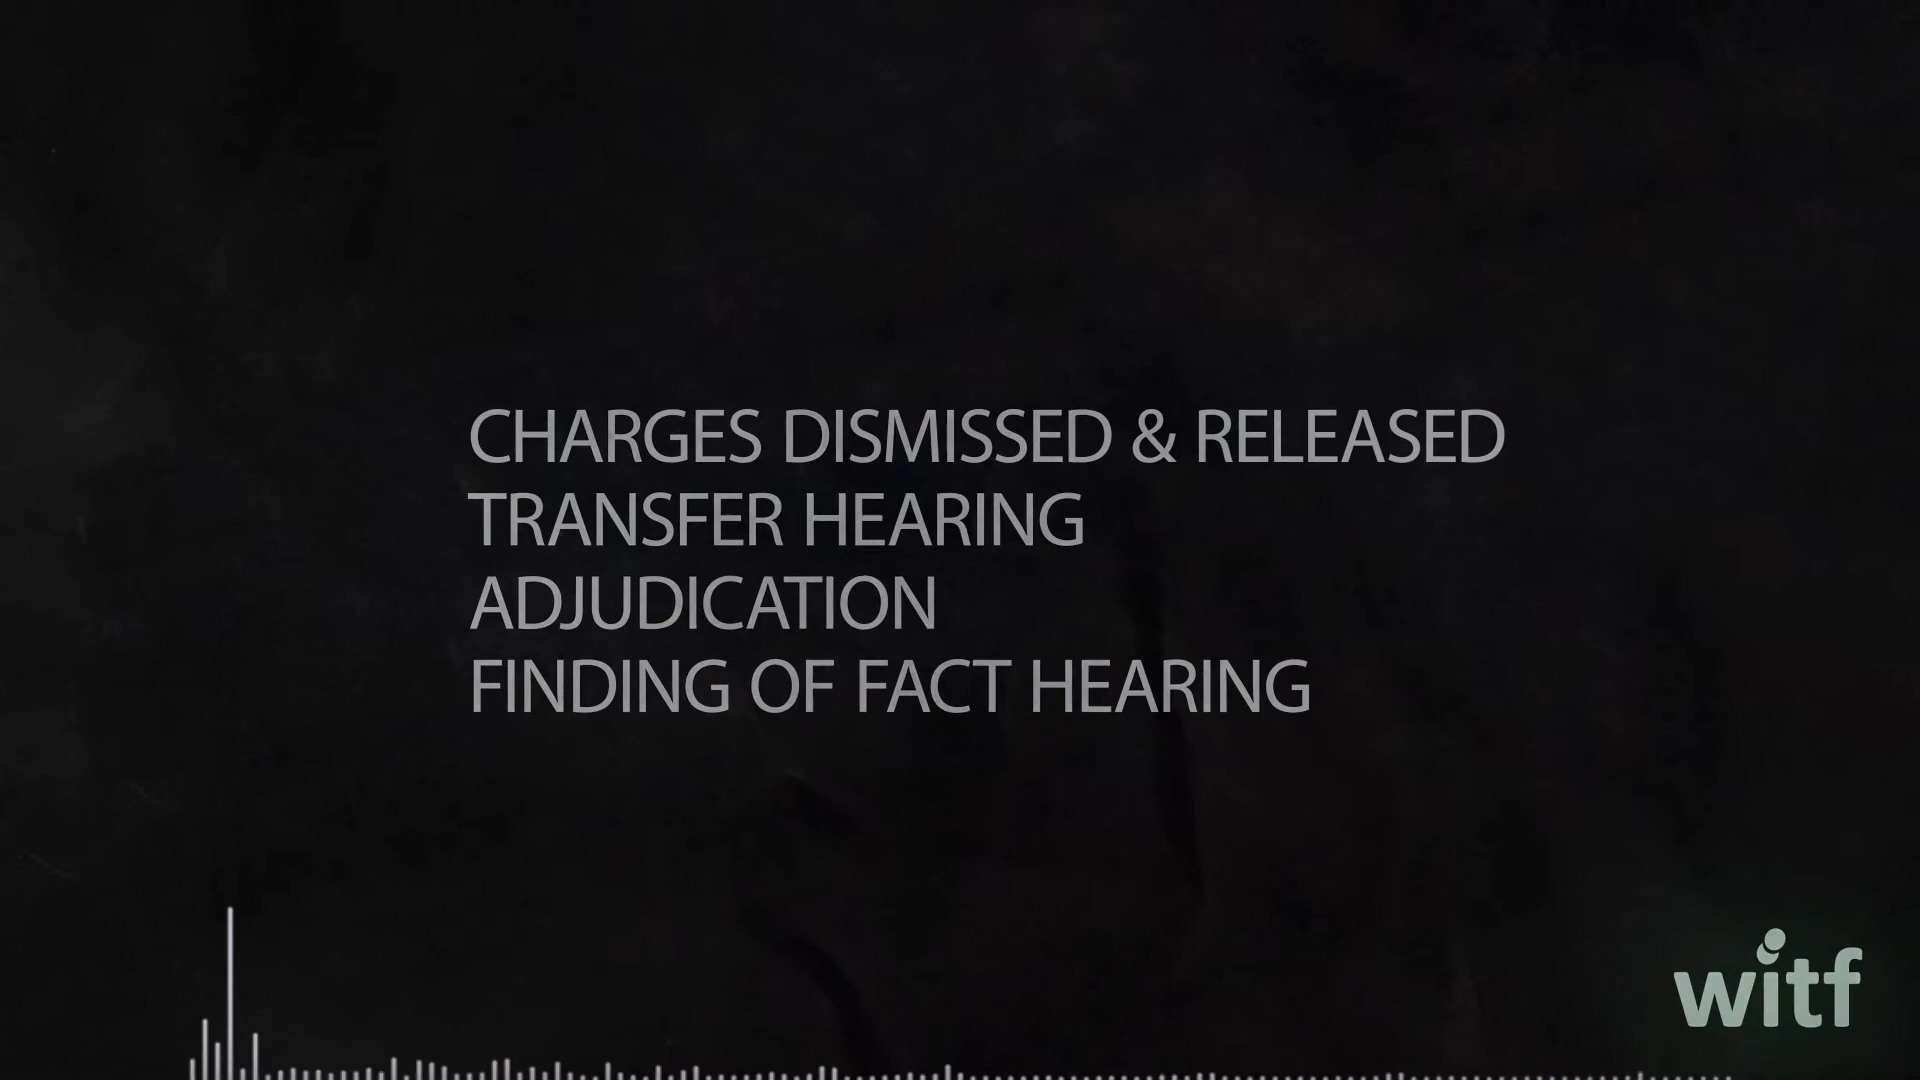 CHARGES DISMISSED & RELEASED
TRANSFER HEARING
ADJUDICATION
FINDING OF FACT HEARING
witf